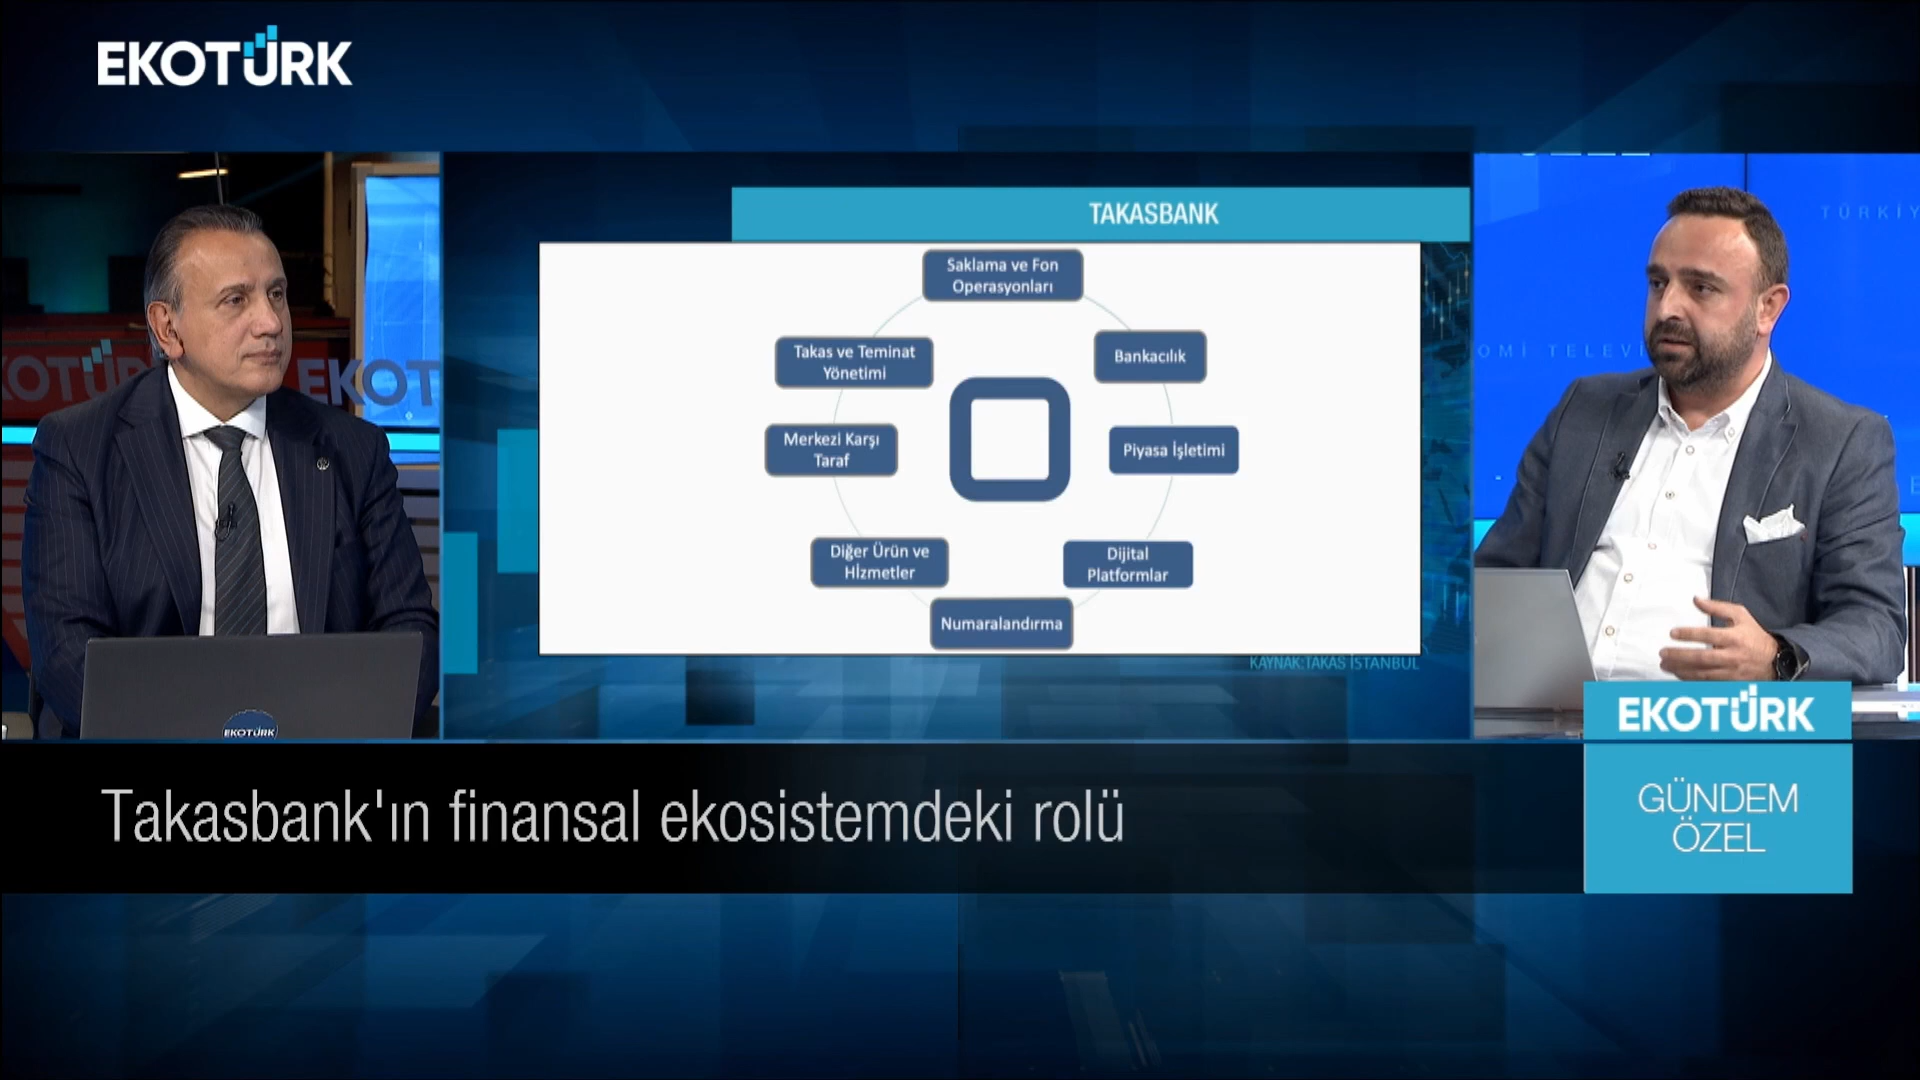 EKOTÜRK
TAKASBANK
Saklama ve Fon
Operasyonları
Takas ve Teminat
Yönetimi
Bankacılık
Merkezi Karşı
Taraf
Piyasa İşletimi
Diğer Ürün ve
Hizmetler
Dijital
Platformlar
Numaralandırma
KAYNAK:TAKAS İSTANBUL
EKOTÜRK
EKOTÜRK
Takasbank'ın finansal ekosistemdeki rolü
GÜNDEM
ÖZEL